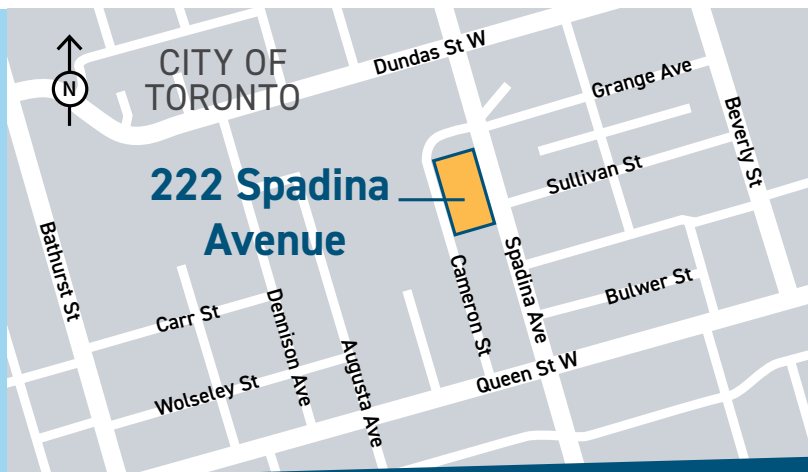 CITY OF
TORONTO
N
Dundas St W
Grange Ave
Beverly St
222 Spadina
Avenue
Sullivan St
Bathurst St
Spadina Ave
Cameron St
Bulwer St
Carr St
Dennison Ave
Augusta Ave
Queen St W
Wolseley St